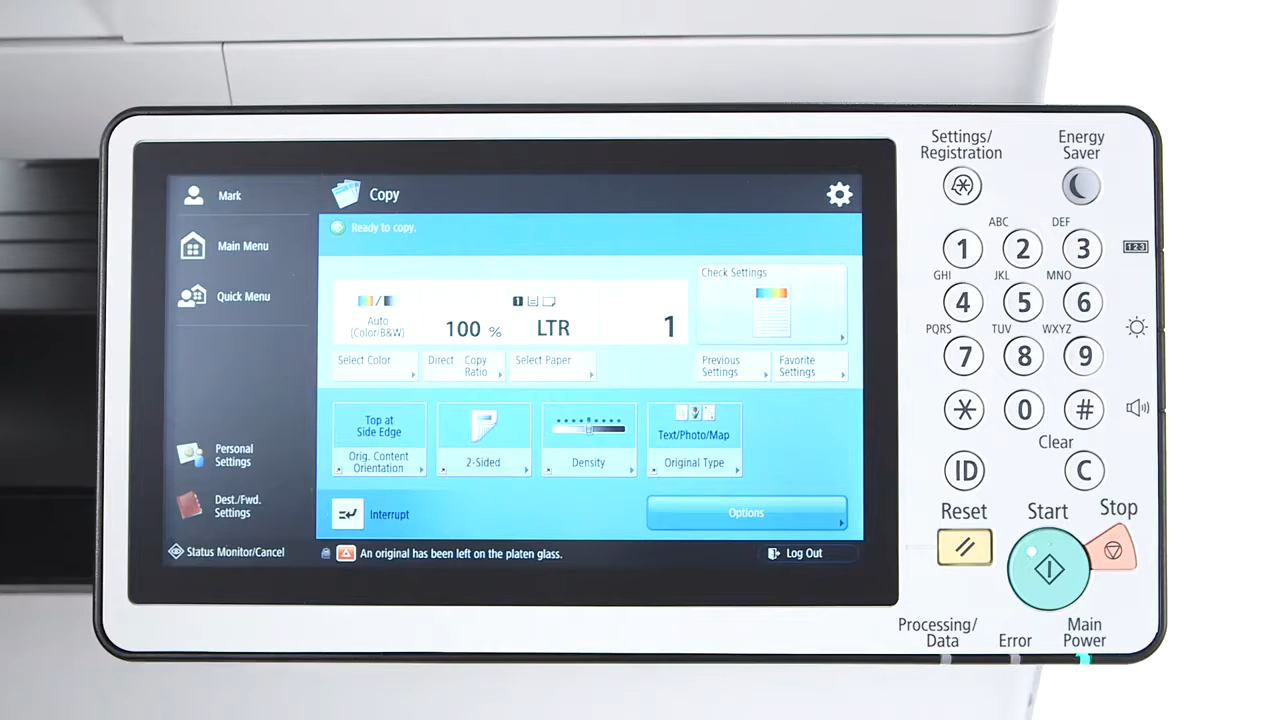 Mark
Main Menu
Quick Menu
Personal
Settings
Dest./Fwd.
Settings
Status Monitor/Cancel
Copy
Ready to copy.
Auto
(Color/B&W)
100 %
1
LTR
1
Check Settings
Select Color
Direct
Copy
Ratio
Select Paper
Previous
Settings
Favorite
Settings
Top at
Side Edge
Orig. Content
Orientation
2-Sided
Density
Text/Photo/Map
Original Type
Interrupt
Options
An original has been left on the platen glass.
Log Out
Settings/
Registration
Energy
Saver
ABC DEF
1 2 3
123
GHI JKL MNO
4 5 6
PQRS TUV WXYZ
7 8 9
* 0 #
Clear
ID C
Reset Start Stop
Processing/
Data
Error
Main
Power